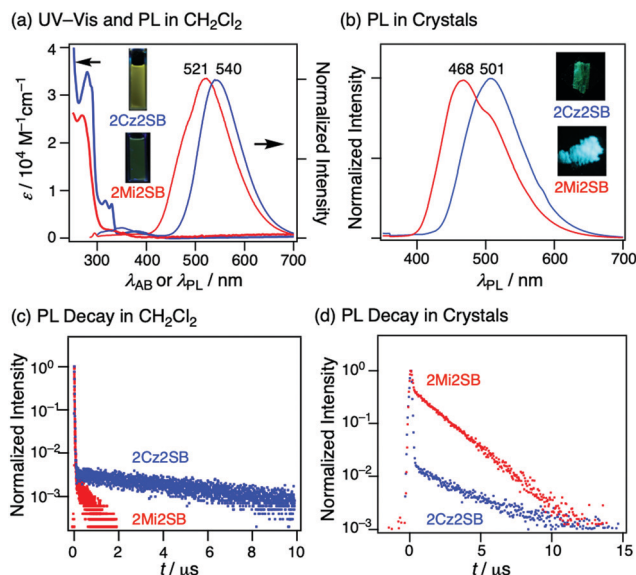 (a) UV–Vis and PL in CH₂Cl₂
ε / 10⁴ M⁻¹cm⁻¹
4
3
2
1
0
2Cz2SB
2Mi2SB
521 540
Normalized Intensity
300 400 500 600 700
λAB or λPL / nm
(b) PL in Crystals
Normalized Intensity
468 501
2Cz2SB
2Mi2SB
400 500 600 700
λPL / nm
(c) PL Decay in CH₂Cl₂
Normalized Intensity
10⁰
10⁻¹
10⁻²
10⁻³
2Cz2SB
2Mi2SB
0 2 4 6 8 10
t / μs
(d) PL Decay in Crystals
Normalized Intensity
10⁰
10⁻¹
10⁻²
10⁻³
2Mi2SB
2Cz2SB
0 5 10 15
t / μs